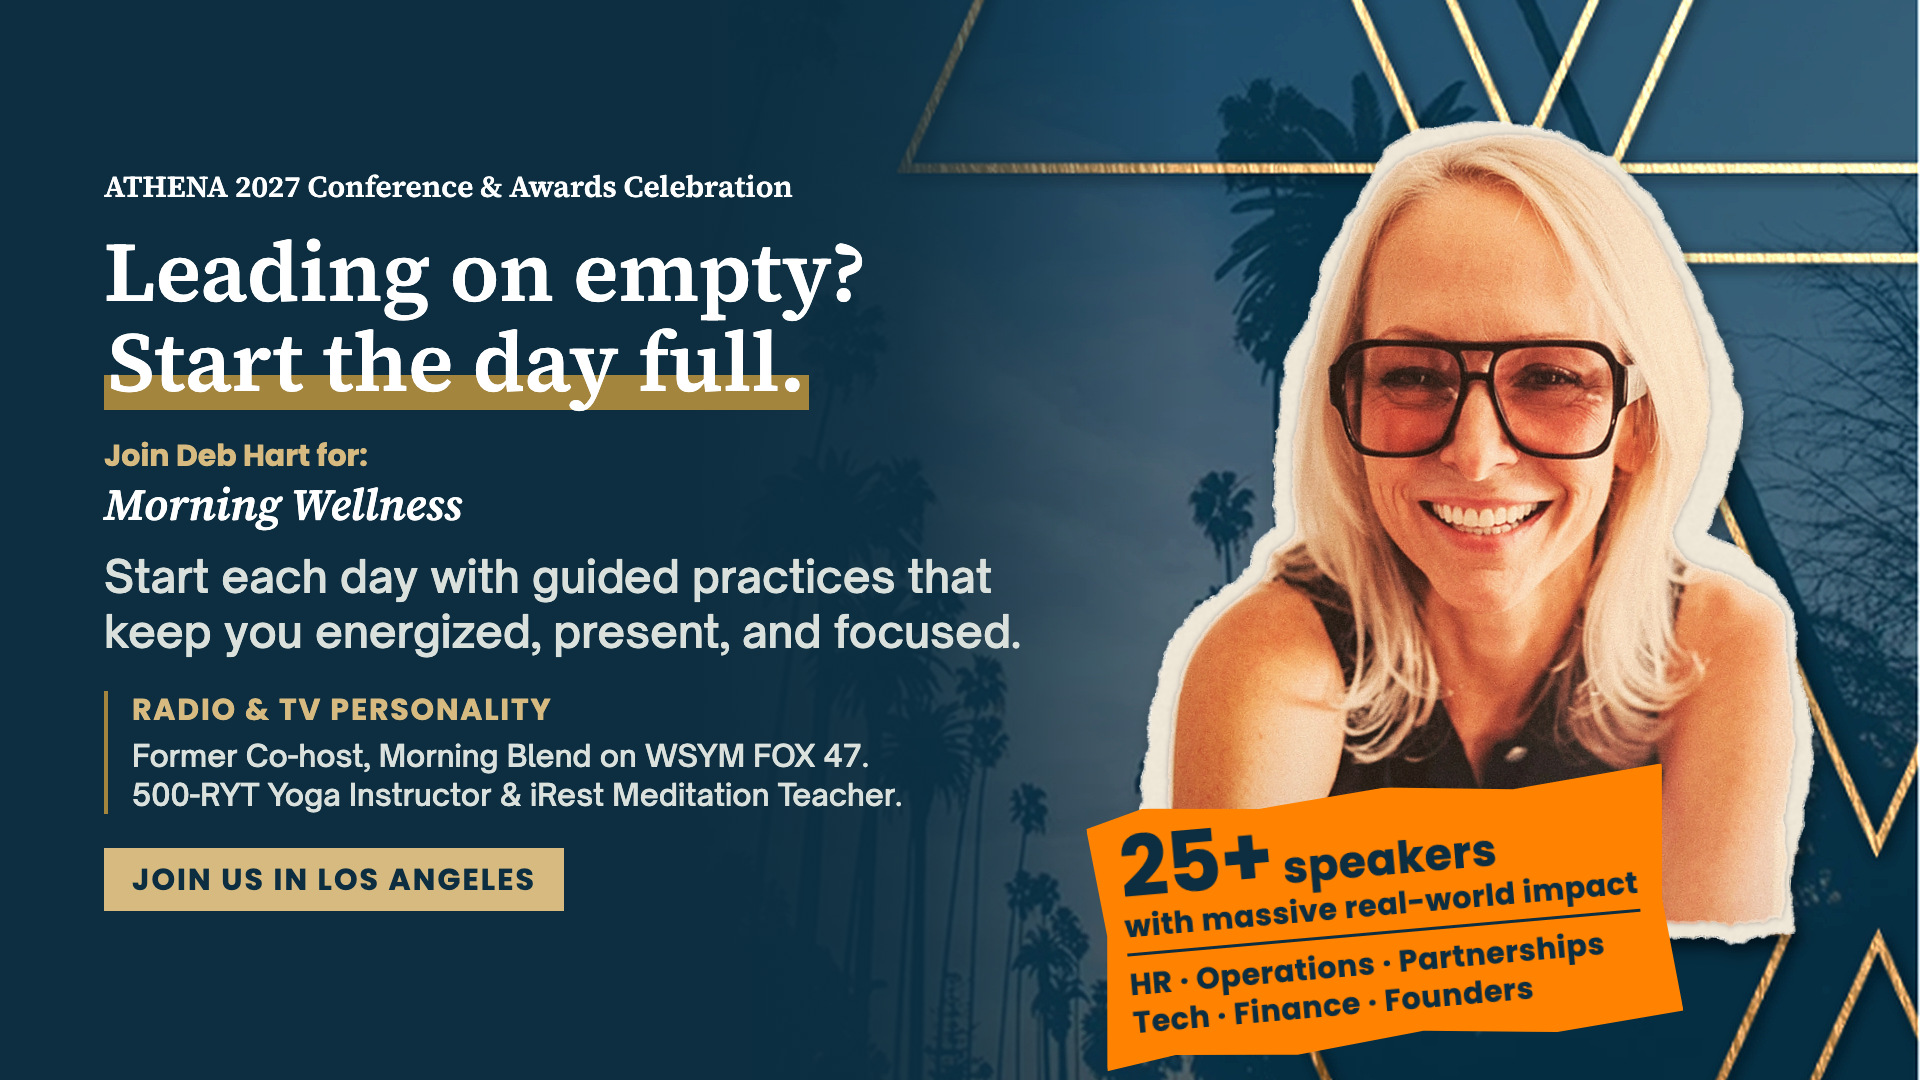 ATHENA 2027 Conference & Awards Celebration
Leading on empty?
Start the day full.
Join Deb Hart for:
Morning Wellness
Start each day with guided practices that
keep you energized, present, and focused.
RADIO & TV PERSONALITY
Former Co-host, Morning Blend on WSYM FOX 47.
500-RYT Yoga Instructor & iRest Meditation Teacher.
JOIN US IN LOS ANGELES
25+ speakers
with massive real-world impact
HR · Operations · Partnerships
Tech · Finance · Founders